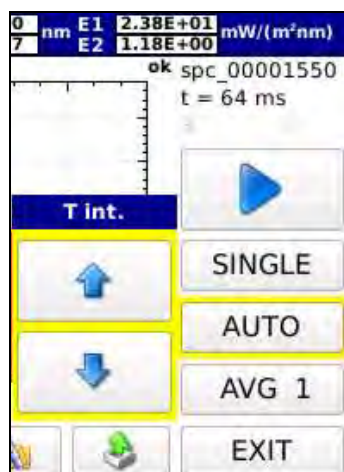 0 nm E1 2.38E+01 mW/(m²nm)
7 E2 1.18E+00
ok spc_00001550
t = 64 ms
T int.
SINGLE
AUTO
AVG 1
EXIT